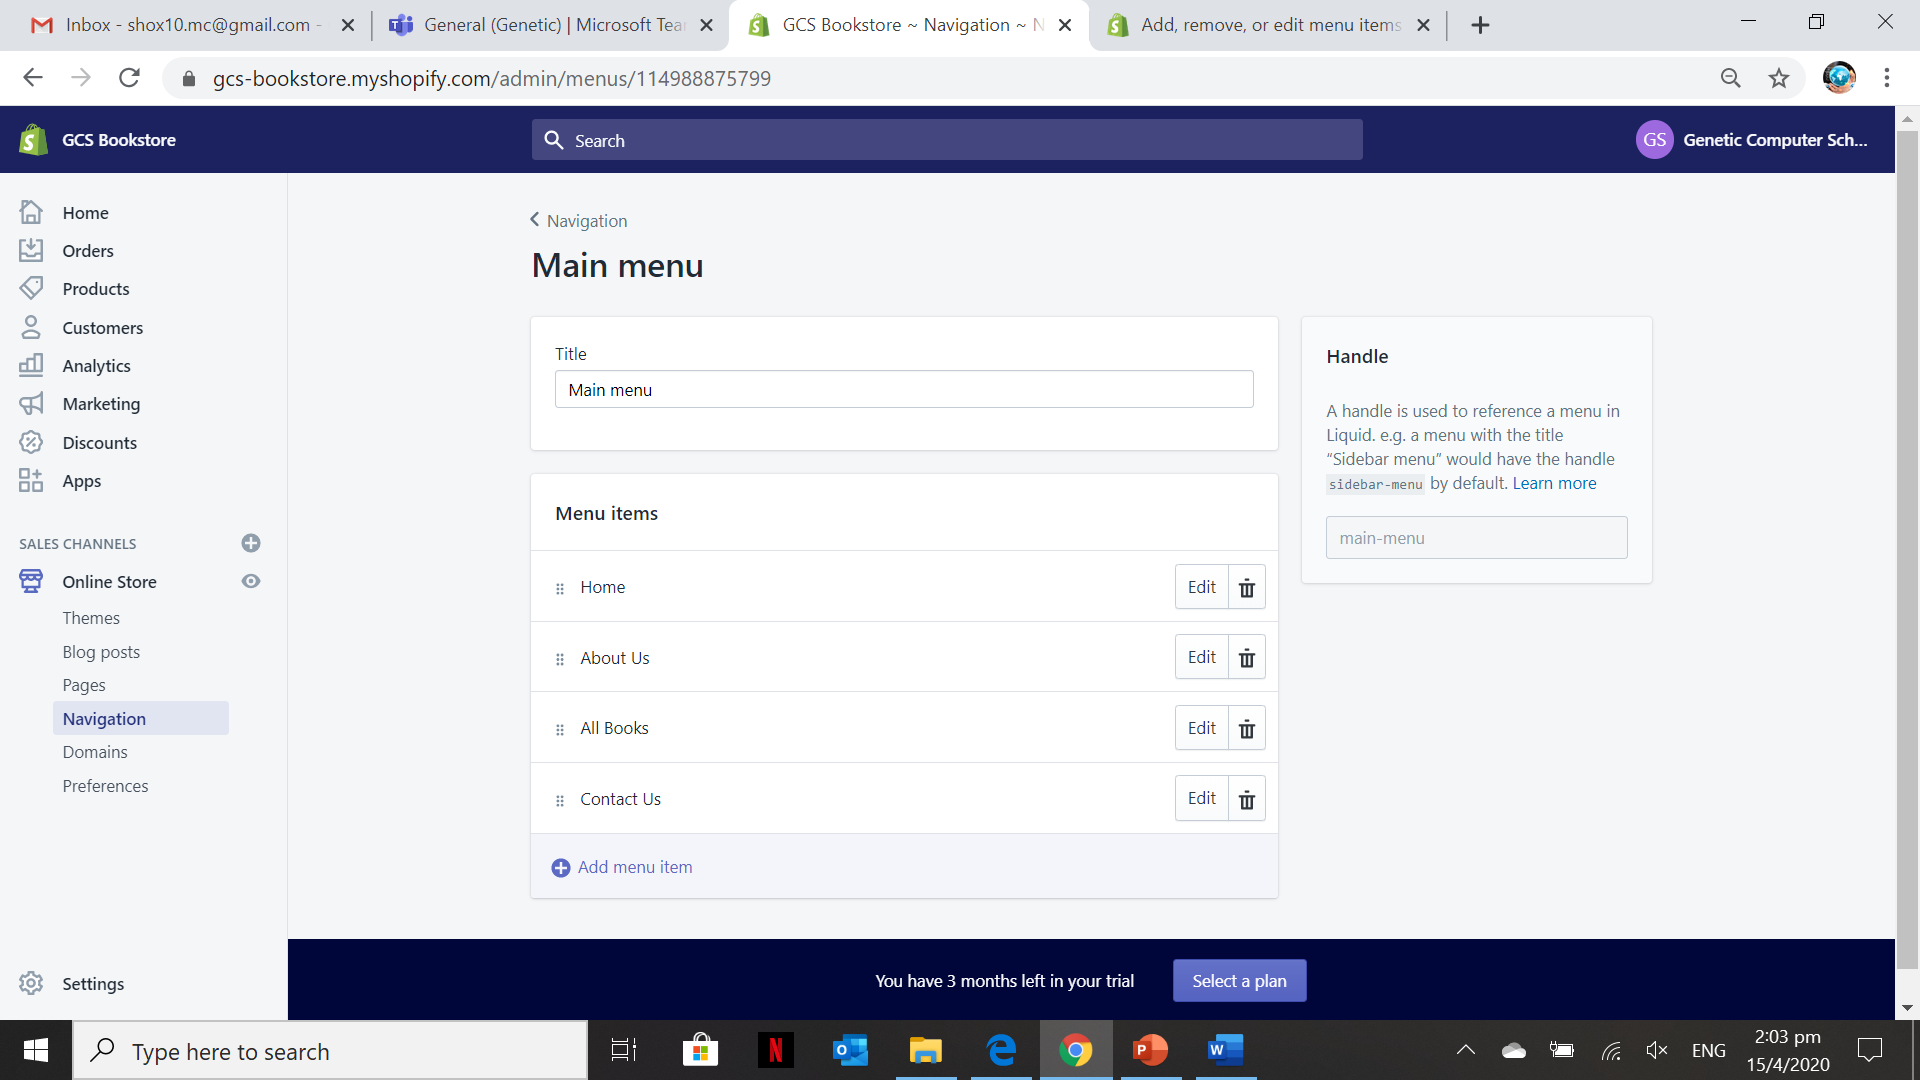 Inbox - shox10.mc@gmail.com -
General (Genetic) | Microsoft Tea
GCS Bookstore ~ Navigation ~ N
Add, remove, or edit menu items
gcs-bookstore.myshopify.com/admin/menus/114988875799
GCS Bookstore
Search
GS
Genetic Computer Sch...
Home
Orders
Products
Customers
Analytics
Marketing
Discounts
Apps
SALES CHANNELS
Online Store
Themes
Blog posts
Pages
Navigation
Domains
Preferences
Settings
Navigation
Main menu
Title
Main menu
Menu items
Home
Edit
About Us
Edit
All Books
Edit
Contact Us
Edit
Add menu item
Handle
A handle is used to reference a menu in
Liquid. e.g. a menu with the title
“Sidebar menu” would have the handle
sidebar-menu by default. Learn more
main-menu
You have 3 months left in your trial
Select a plan
Type here to search
ENG
2:03 pm
15/4/2020